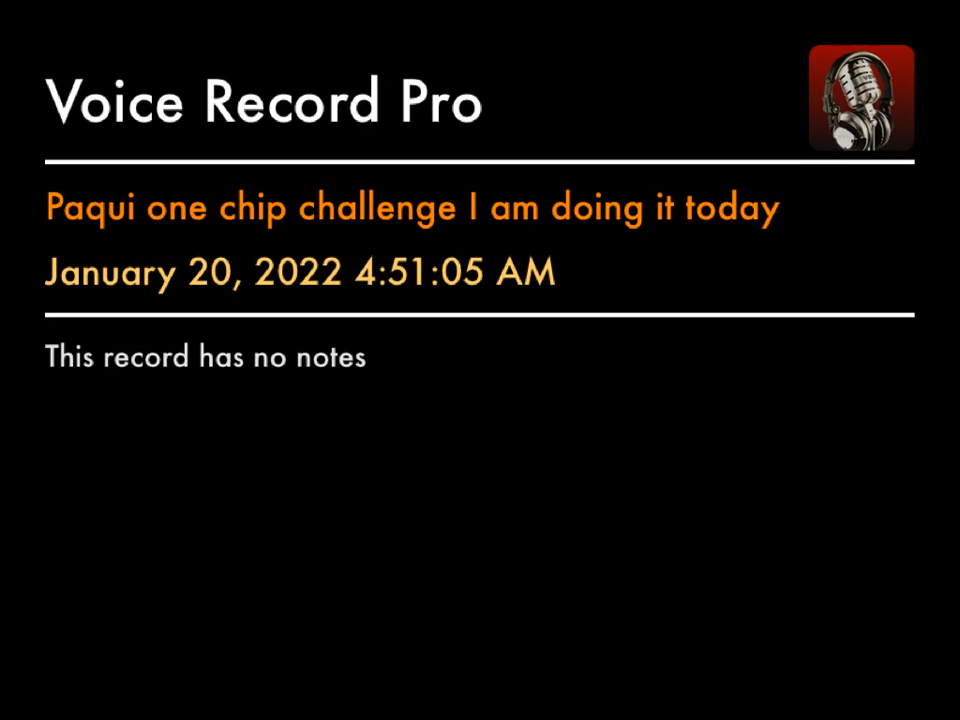 Voice Record Pro
Paqui one chip challenge I am doing it today
January 20, 2022 4:51:05 AM
This record has no notes